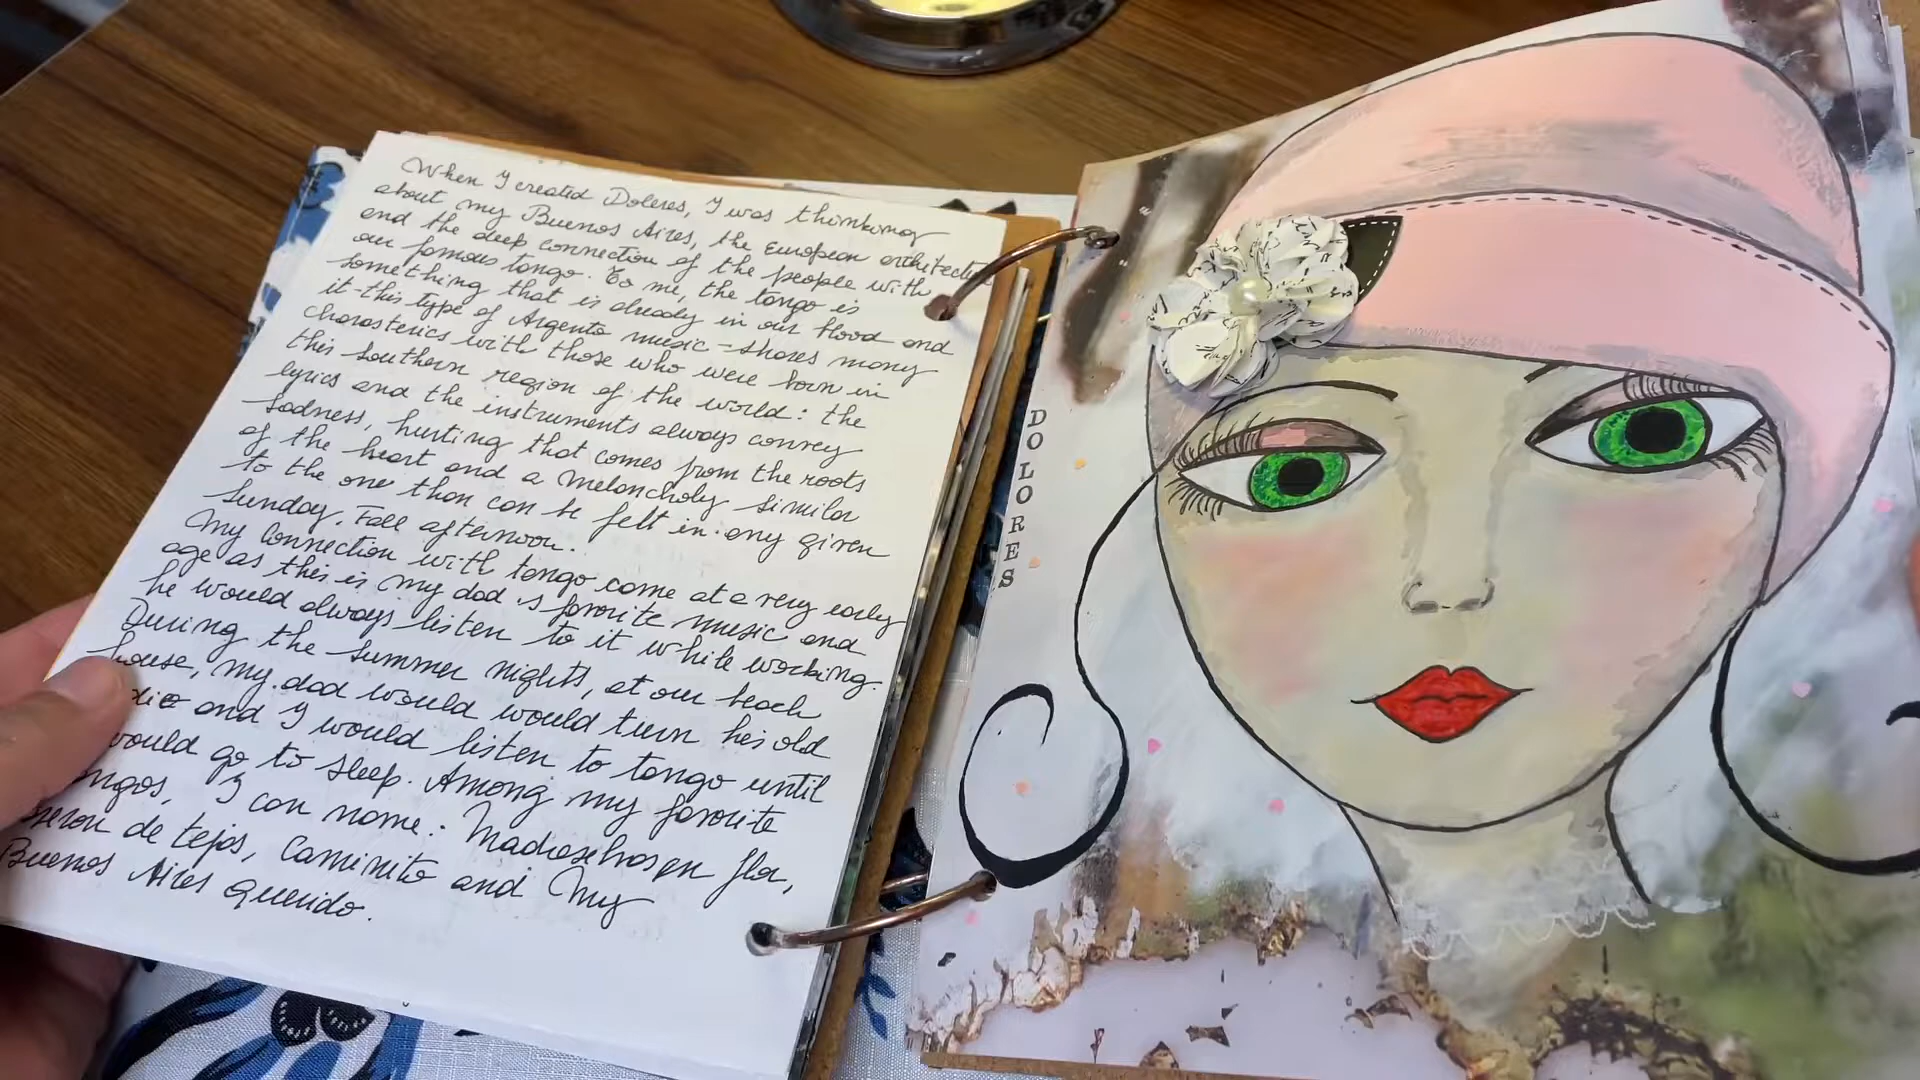 When I created Dolores, I was thinking
about my Buenos Aires, the European architectu
and the deep connection of the people with
our famous tango. To me, the tango is
something that is already in our blood and
it-this type of Argento music-shares many
charasterics with those who were born in
this southern region of the world: the
lyrics and the instruments always convey
sadness, hurting that comes from the roots
of the heart and a melancholy similar
to the one than can be felt in any given
Sunday, Fall afternoon.
My connection with tango came at a very early
age as this is my dad's favorite music and
he would always listen to it while working.
During the summer nights, at our beach
house, my dad would would turn his old
dio and I would listen to tango until
would go to sleep. Among my favorite
ngos, I can name: Madreselvas en flor,
de tejos, Caminito and My
Buenos Aires Querido.
DOLORES